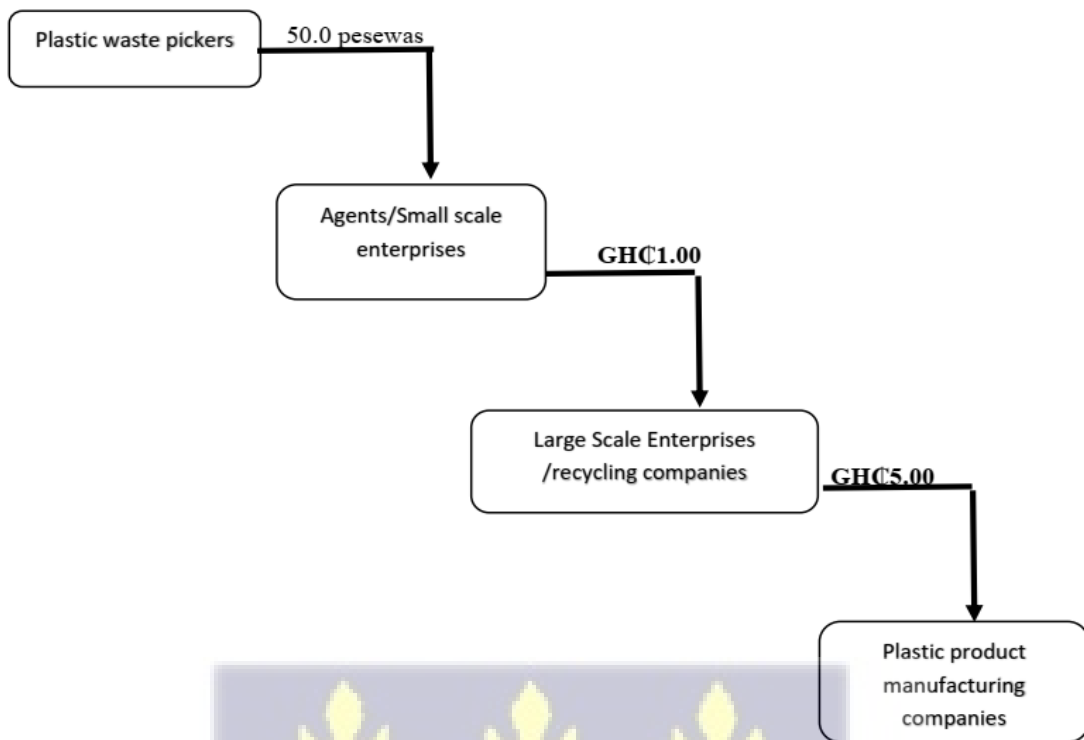 Plastic waste pickers
50.0 pesewas
Agents/Small scale
enterprises
GH₵1.00
Large Scale Enterprises
/recycling companies
GH₵5.00
Plastic product
manufacturing
companies